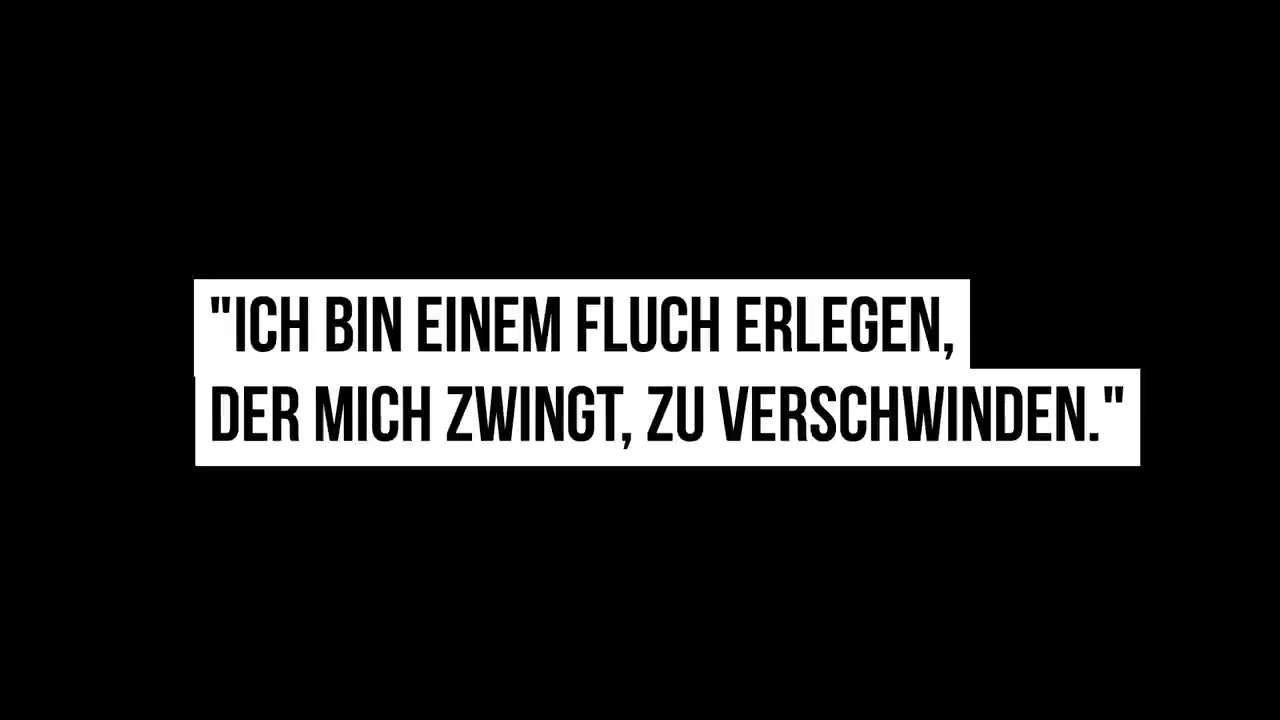 "ICH BIN EINEM FLUCH ERLEGEN,
DER MICH ZWINGT, ZU VERSCHWINDEN."